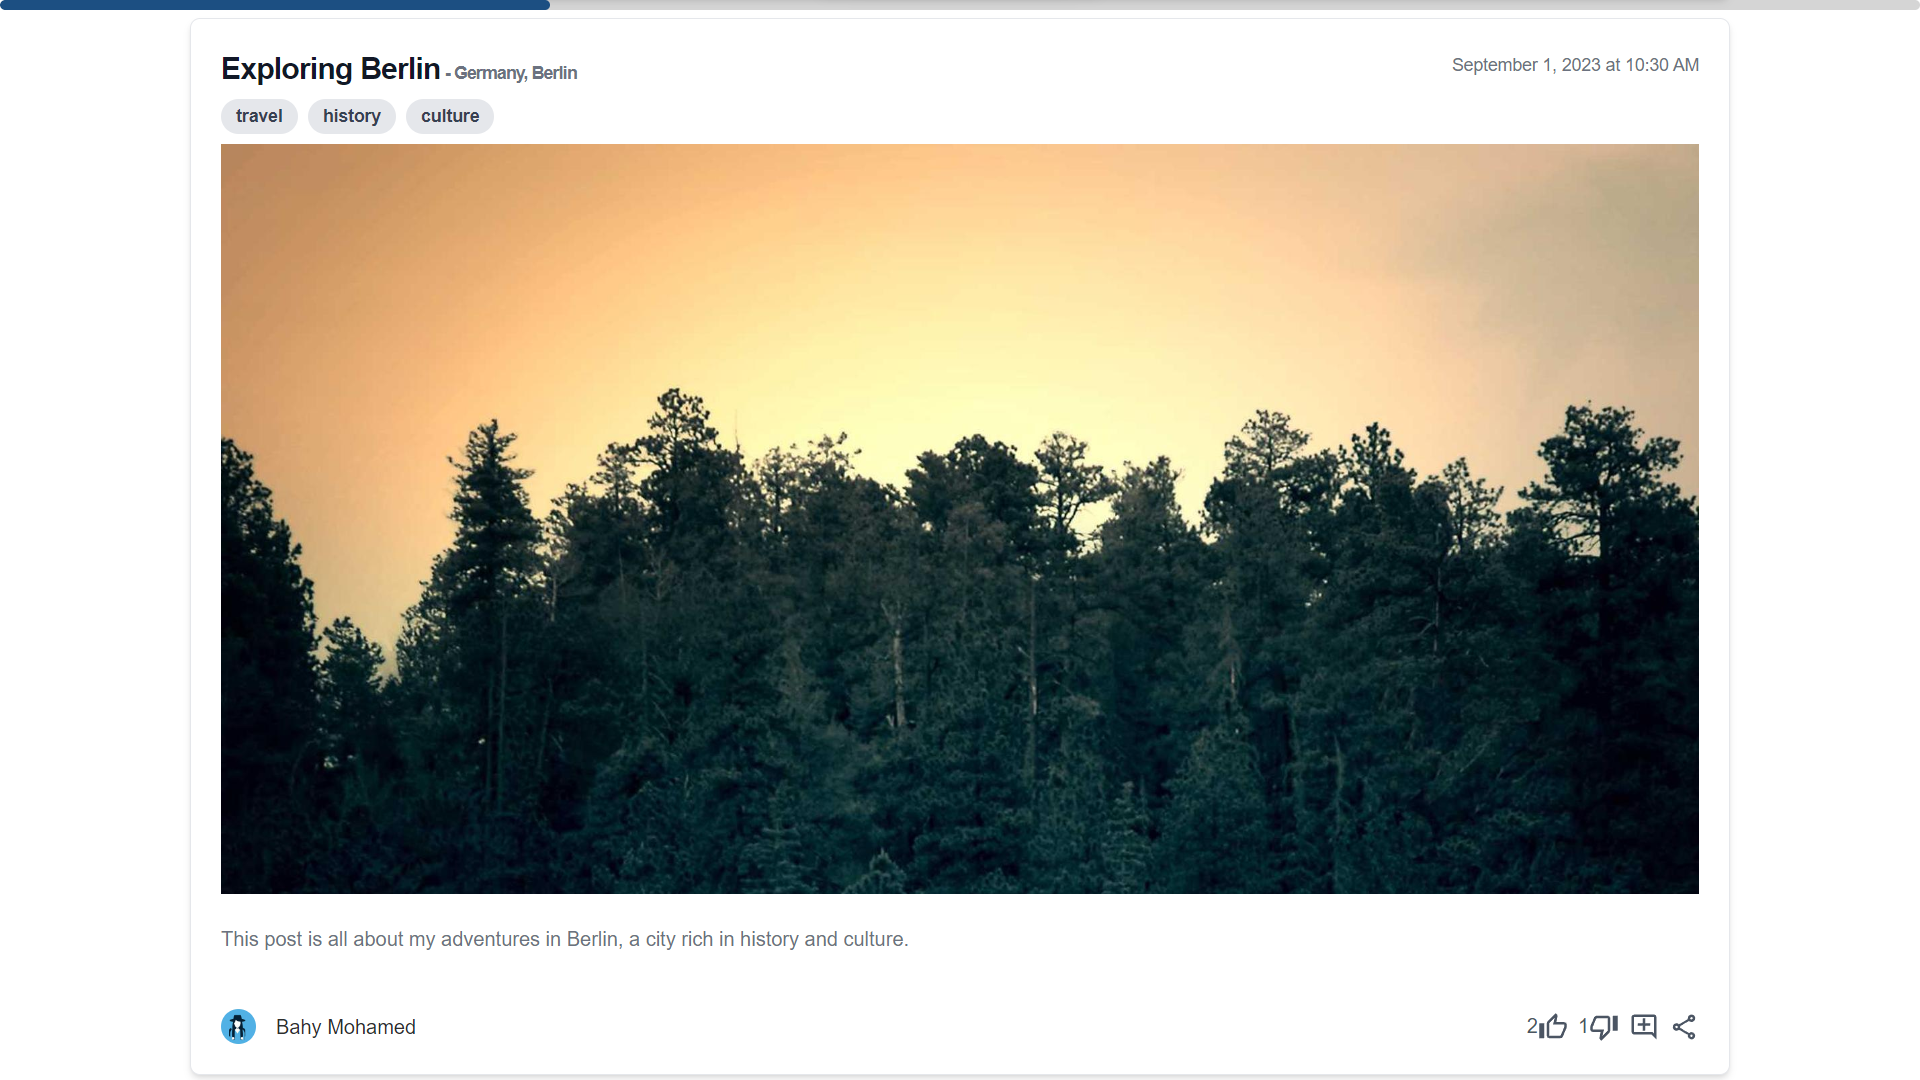 Exploring Berlin - Germany, Berlin
September 1, 2023 at 10:30 AM
travel history culture
This post is all about my adventures in Berlin, a city rich in history and culture.
Bahy Mohamed
2 1